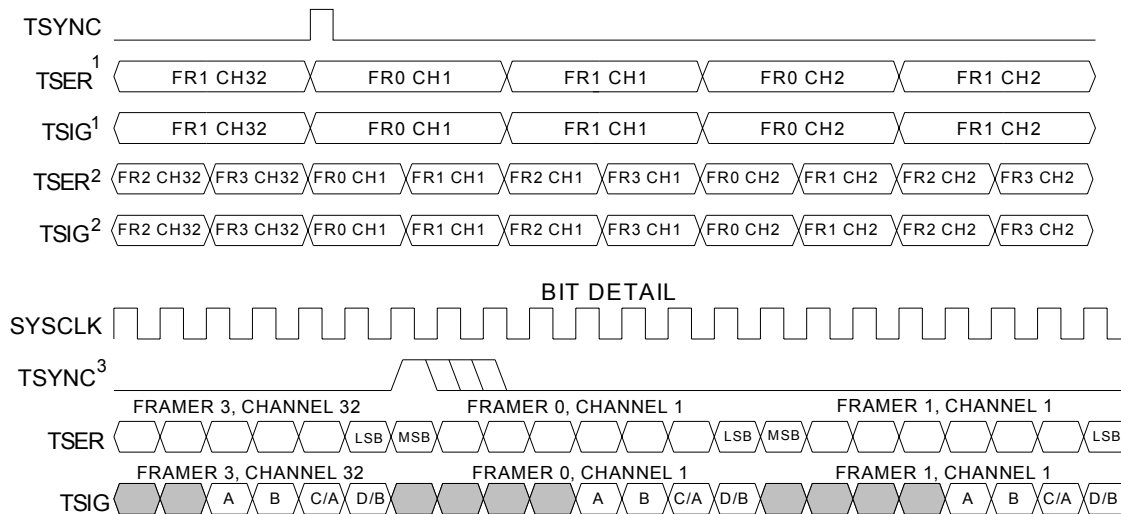 TSYNC
TSER1 FR1 CH32 FR0 CH1 FR1 CH1 FR0 CH2 FR1 CH2
TSIG1 FR1 CH32 FR0 CH1 FR1 CH1 FR0 CH2 FR1 CH2
TSER2 FR2 CH32 FR3 CH32 FR0 CH1 FR1 CH1 FR2 CH1 FR3 CH1 FR0 CH2 FR1 CH2 FR2 CH2 FR3 CH2
TSIG2 FR2 CH32 FR3 CH32 FR0 CH1 FR1 CH1 FR2 CH1 FR3 CH1 FR0 CH2 FR1 CH2 FR2 CH2 FR3 CH2
BIT DETAIL
SYSCLK
TSYNC3
FRAMER 3, CHANNEL 32 FRAMER 0, CHANNEL 1 FRAMER 1, CHANNEL 1
TSER LSB MSB LSB MSB LSB
FRAMER 3, CHANNEL 32 FRAMER 0, CHANNEL 1 FRAMER 1, CHANNEL 1
TSIG A B C/A D/B A B C/A D/B A B C/A D/B